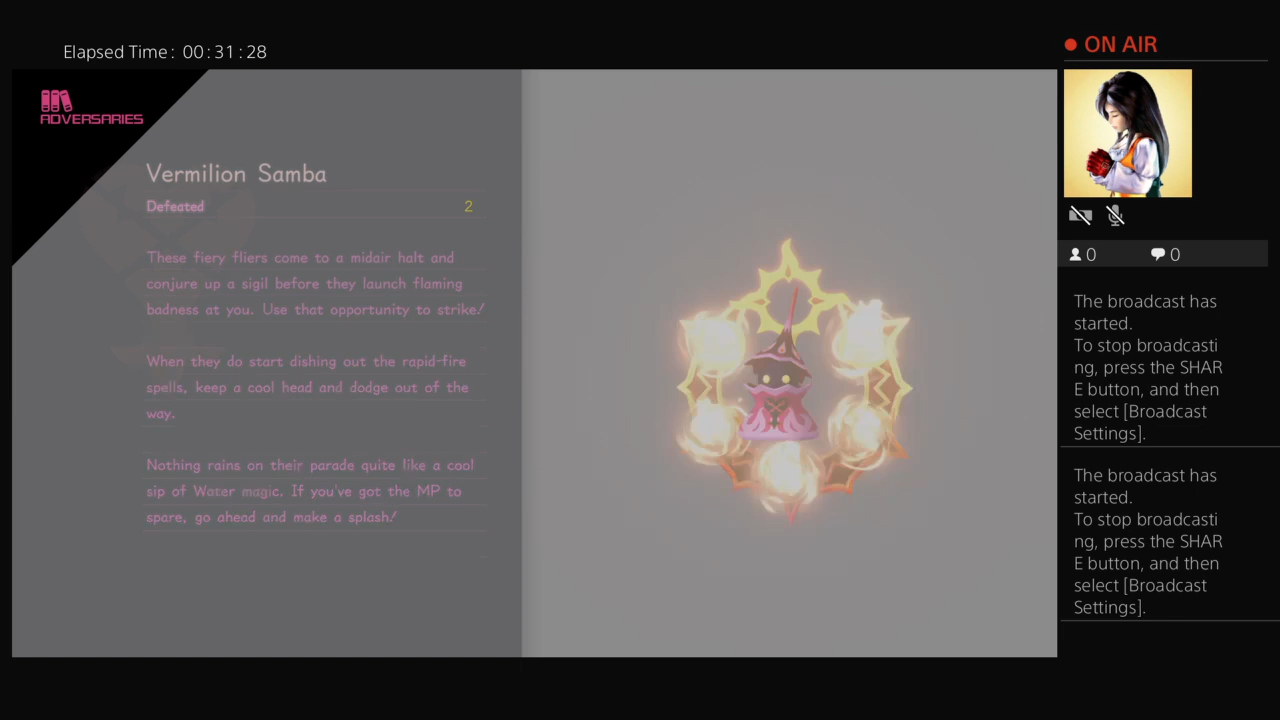 Elapsed Time: 00:31:28
ON AIR
ADVERSARIES
Vermilion Samba
Defeated 2
These fiery fliers come to a midair halt and
conjure up a sigil before they launch flaming
badness at you. Use that opportunity to strike!
When they do start dishing out the rapid-fire
spells, keep a cool head and dodge out of the
way.
Nothing rains on their parade quite like a cool
sip of Water magic. If you've got the MP to
spare, go ahead and make a splash!
0 0
The broadcast has
started.
To stop broadcasti
ng, press the SHAR
E button, and then
select [Broadcast
Settings].
The broadcast has
started.
To stop broadcasti
ng, press the SHAR
E button, and then
select [Broadcast
Settings].